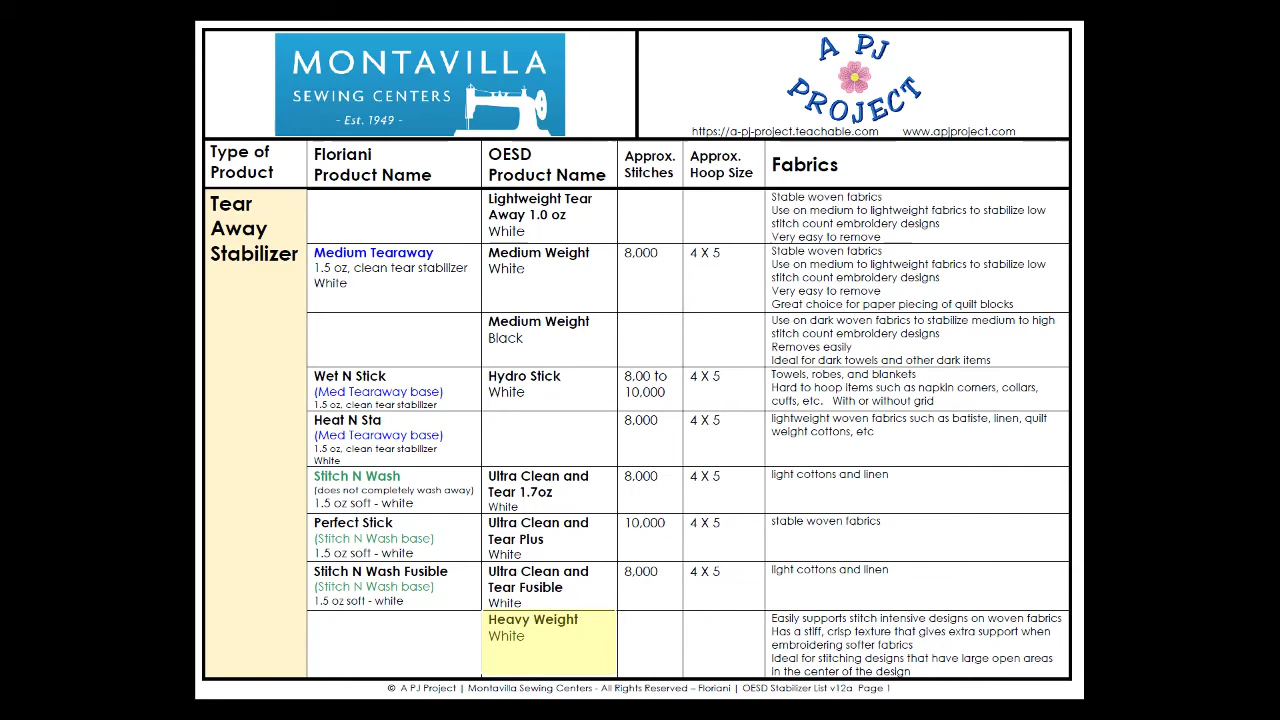 MONTAVILLA
SEWING CENTERS
- Est. 1949 -
A PJ
PROJECT
https://a-pj-project.teachable.com www.apjproject.com
Type of
Product
Floriani
Product Name
OESD
Product Name
Approx.
Stitches
Approx.
Hoop Size
Fabrics
Tear
Away
Stabilizer
Lightweight Tear
Away 1.0 oz
White
Stable woven fabrics
Use on medium to lightweight fabrics to stabilize low
stitch count embroidery designs
Very easy to remove
Medium Tearaway
1.5 oz, clean tear stabilizer
White
Medium Weight
White
8,000
4 X 5
Stable woven fabrics
Use on medium to lightweight fabrics to stabilize low
stitch count embroidery designs
Very easy to remove
Great choice for paper piecing of quilt blocks
Medium Weight
Black
Use on dark woven fabrics to stabilize medium to high
stitch count embroidery designs
Removes easily
Ideal for dark towels and other dark items
Wet N Stick
(Med Tearaway base)
1.5 oz, clean tear stabilizer
Hydro Stick
White
8,00 to
10,000
4 X 5
Towels, robes, and blankets
Hard to hoop items such as napkin corners, collars,
cuffs, etc. With or without grid
Heat N Sta
(Med Tearaway base)
1.5 oz, clean tear stabilizer
White
8,000
4 X 5
lightweight woven fabrics such as batiste, linen, quilt
weight cottons, etc
Stitch N Wash
(does not completely wash away)
1.5 oz soft - white
Ultra Clean and
Tear 1.7oz
White
8,000
4 X 5
light cottons and linen
Perfect Stick
(Stitch N Wash base)
1.5 oz soft - white
Ultra Clean and
Tear Plus
White
10,000
4 X 5
stable woven fabrics
Stitch N Wash Fusible
(Stitch N Wash base)
1.5 oz soft - white
Ultra Clean and
Tear Fusible
White
8,000
4 X 5
light cottons and linen
Heavy Weight
White
Easily supports stitch intensive designs on woven fabrics
Has a stiff, crisp texture that gives extra support when
embroidering softer fabrics
Ideal for stitching designs that have large open areas
in the center of the design
© A PJ Project | Montavilla Sewing Centers - All Rights Reserved – Floriani | OESD Stabilizer List v12a Page 1